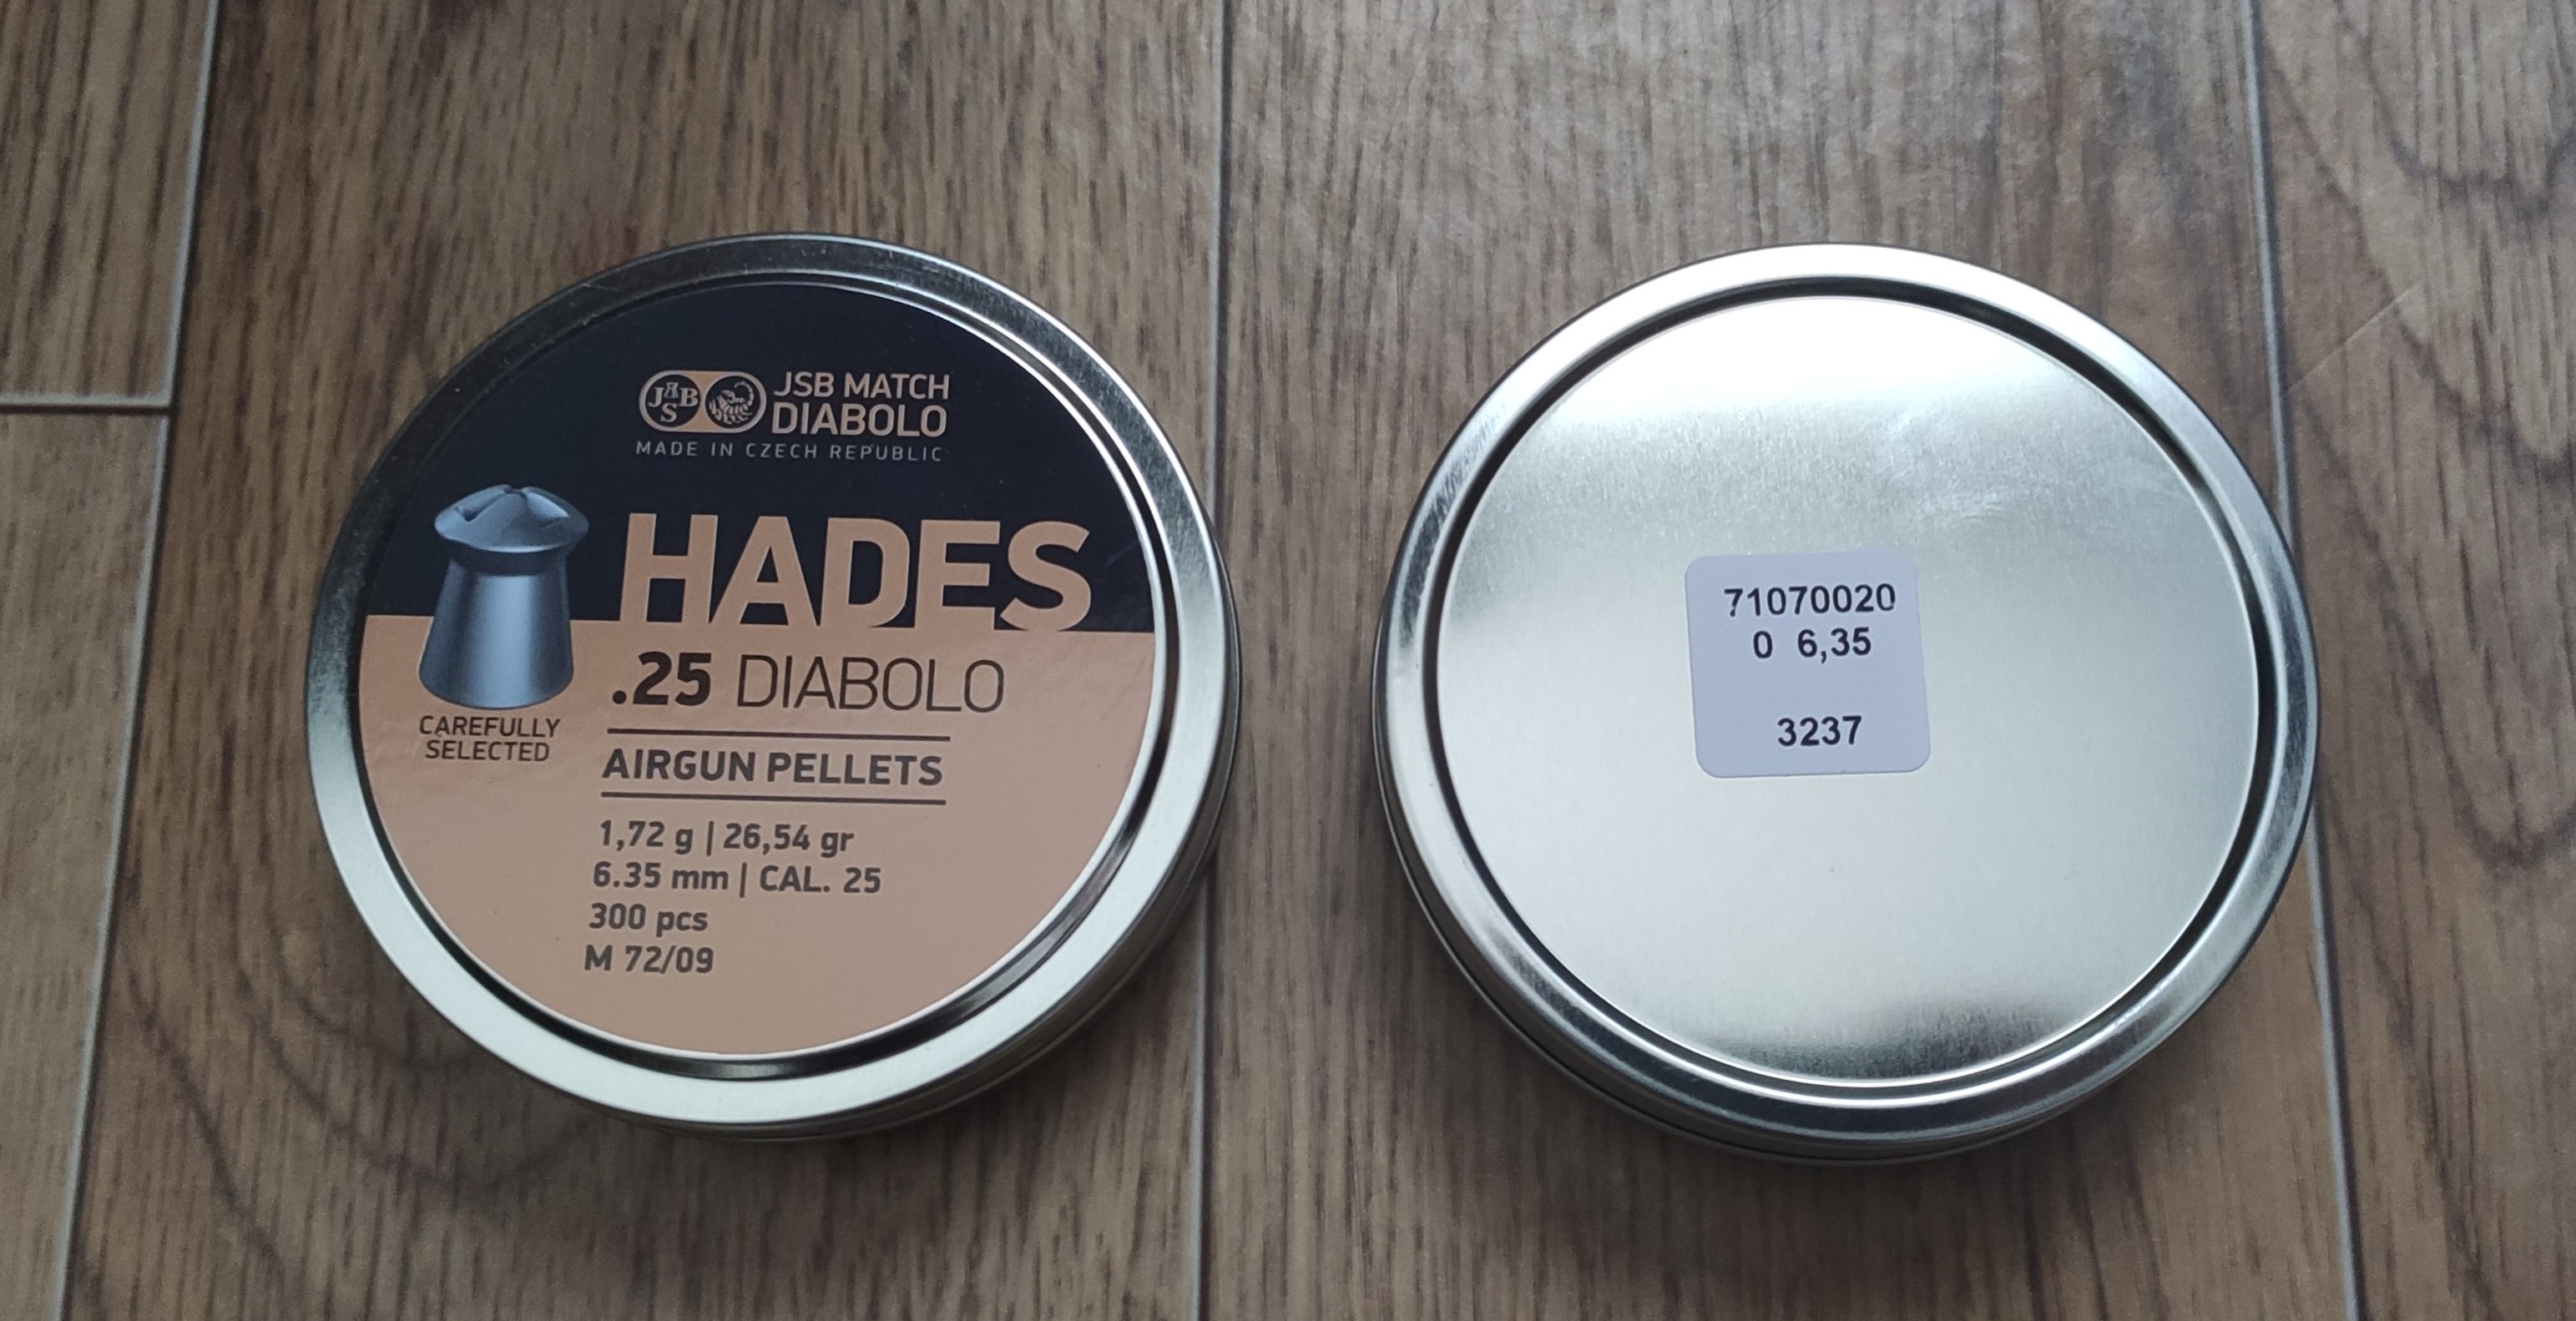 JSB
JSB MATCH
DIABOLO
MADE IN CZECH REPUBLIC
HADES
.25 DIABOLO
CAREFULLY
SELECTED
AIRGUN PELLETS
1,72 g | 26,54 gr
6.35 mm | CAL. 25
300 pcs
M 72/09
71070020
0 6,35
3237